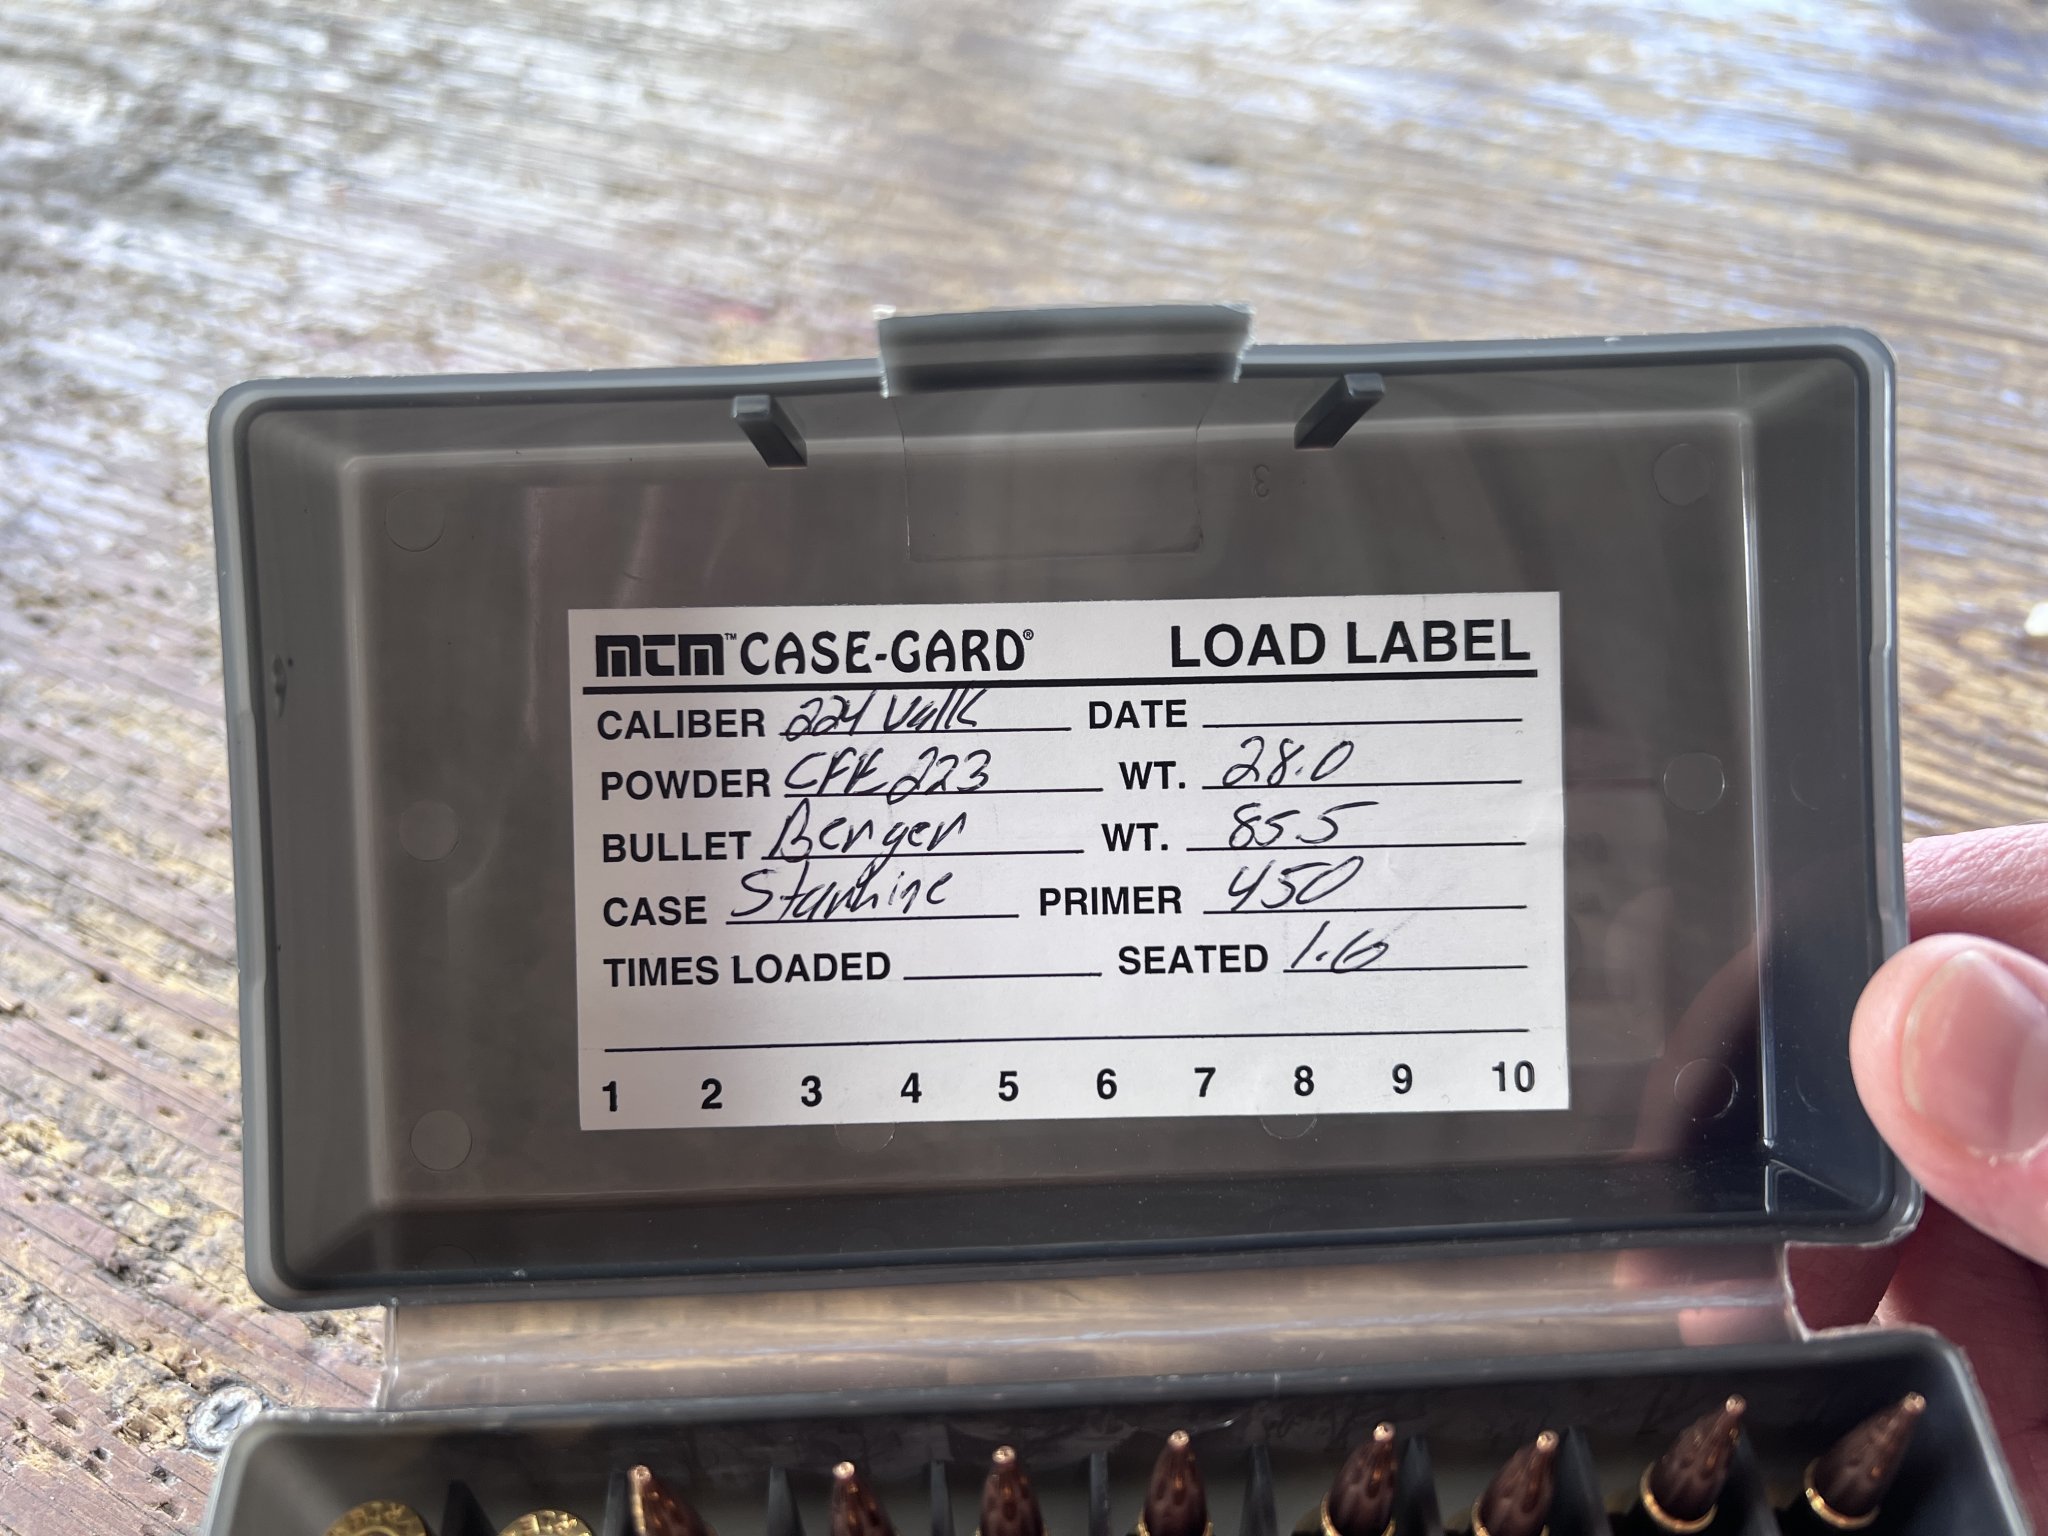 MTM™ CASE-GARD® LOAD LABEL
CALIBER 224 Valk DATE
POWDER CFE 223 WT. 28.0
BULLET Berger WT. 85.5
CASE Starline PRIMER 450
TIMES LOADED SEATED 1.6
1 2 3 4 5 6 7 8 9 10